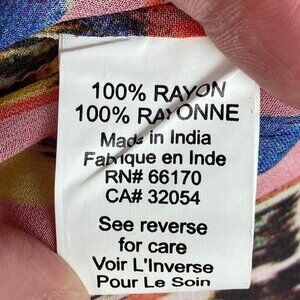 100% RAYON
100% RAYONNE
Made in India
Fabrique en Inde
RN# 66170
CA# 32054
See reverse
for care
Voir L'Inverse
Pour Le Soin